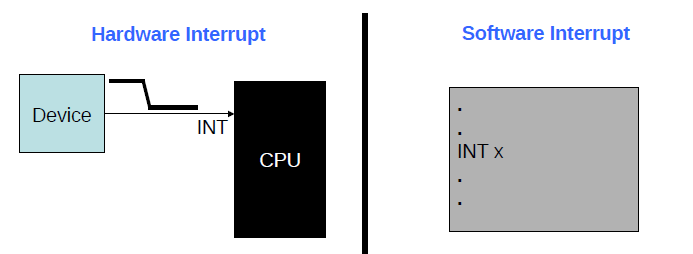 Hardware Interrupt
Device
INT
CPU
Software Interrupt
.
.
INT x
.
.